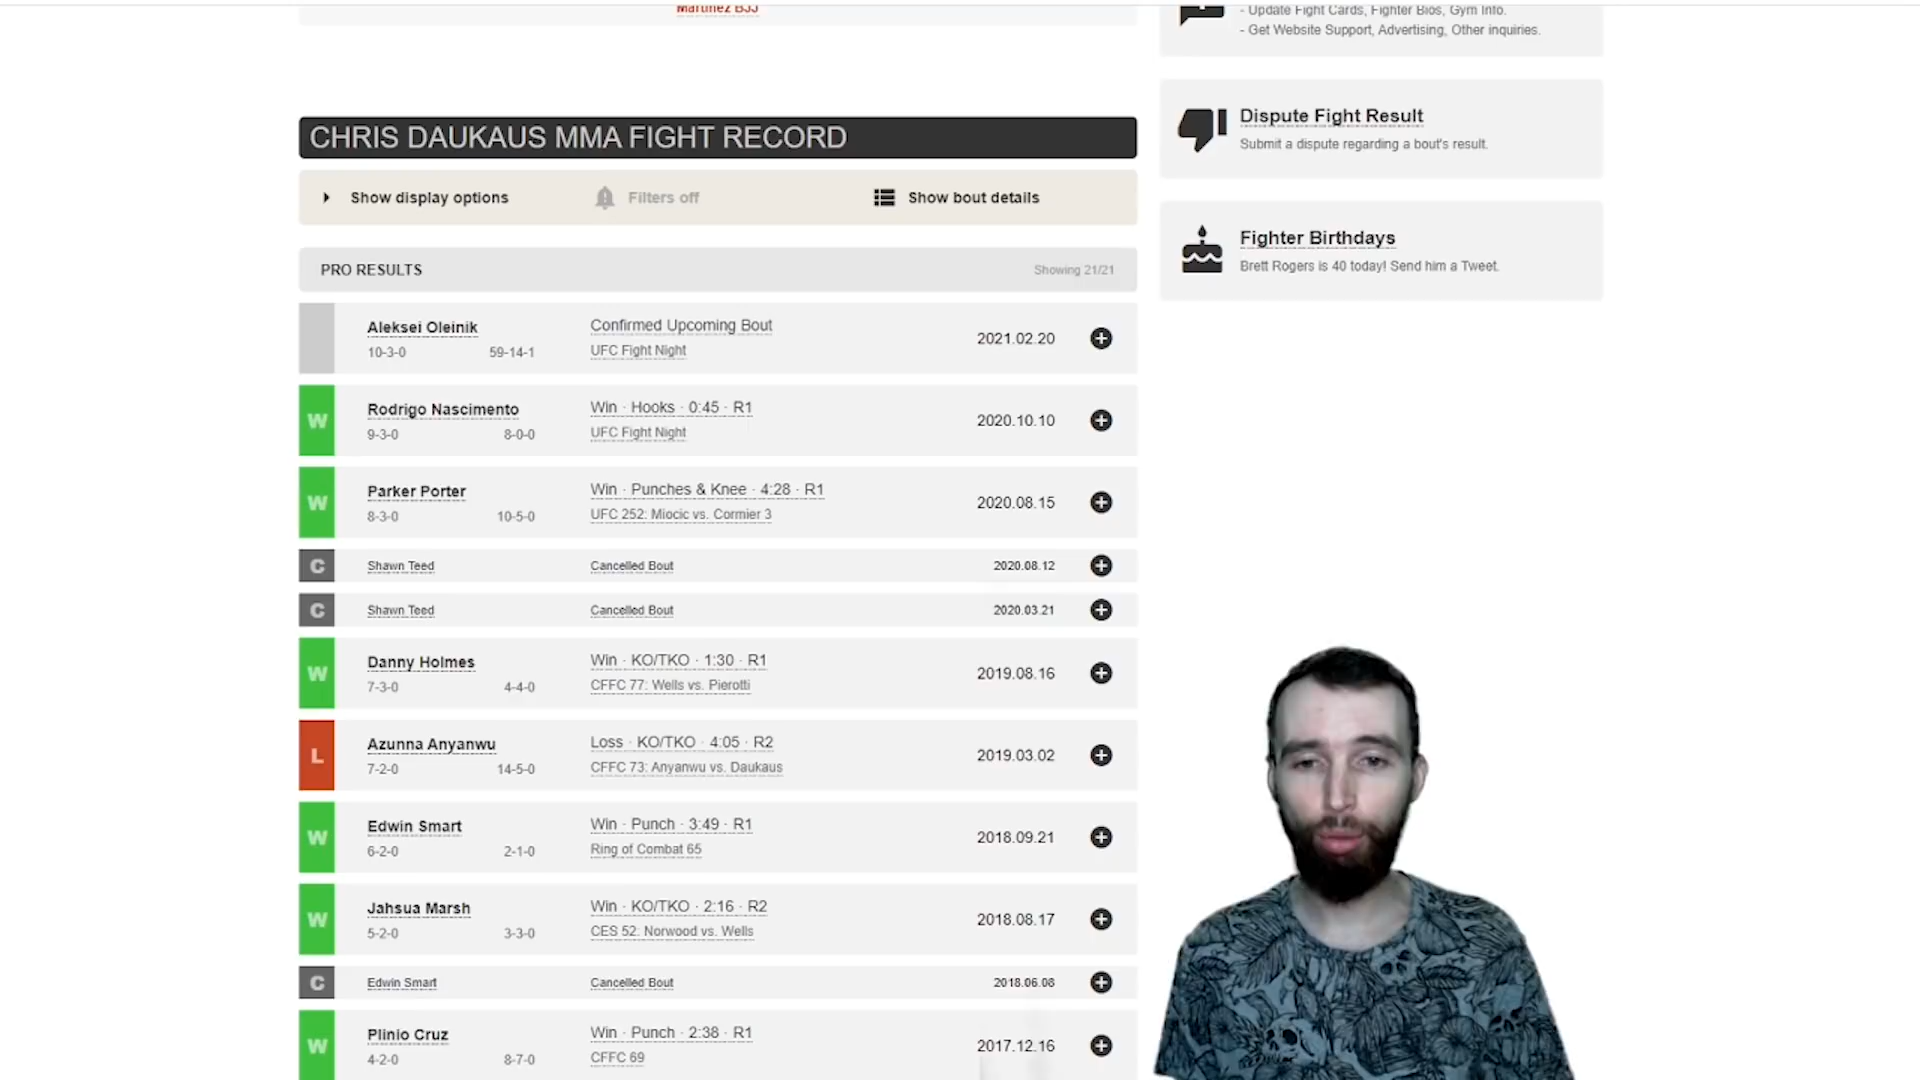 Martinez BJJ
- Update Fight Cards, Fighter Bios, Gym Info.
- Get Website Support, Advertising, Other inquiries.
Dispute Fight Result
Submit a dispute regarding a bout's result.
Fighter Birthdays
Brett Rogers is 40 today! Send him a Tweet.
CHRIS DAUKAUS MMA FIGHT RECORD
Show display options
Filters off
Show bout details
PRO RESULTS
Showing 21/21
Aleksei Oleinik
10-3-0
59-14-1
Confirmed Upcoming Bout
UFC Fight Night
2021.02.20
W
Rodrigo Nascimento
9-3-0
8-0-0
Win · Hooks · 0:45 · R1
UFC Fight Night
2020.10.10
W
Parker Porter
8-3-0
10-5-0
Win · Punches & Knee · 4:28 · R1
UFC 252: Miocic vs. Cormier 3
2020.08.15
C
Shawn Teed
Cancelled Bout
2020.08.12
C
Shawn Teed
Cancelled Bout
2020.03.21
W
Danny Holmes
7-3-0
4-4-0
Win · KO/TKO · 1:30 · R1
CFFC 77: Wells vs. Pierotti
2019.08.16
L
Azunna Anyanwu
7-2-0
14-5-0
Loss · KO/TKO · 4:05 · R2
CFFC 73: Anyanwu vs. Daukaus
2019.03.02
W
Edwin Smart
6-2-0
2-1-0
Win · Punch · 3:49 · R1
Ring of Combat 65
2018.09.21
W
Jahsua Marsh
5-2-0
3-3-0
Win · KO/TKO · 2:16 · R2
CES 52: Norwood vs. Wells
2018.08.17
C
Edwin Smart
Cancelled Bout
2018.06.08
W
Plinio Cruz
4-2-0
8-7-0
Win · Punch · 2:38 · R1
CFFC 69
2017.12.16